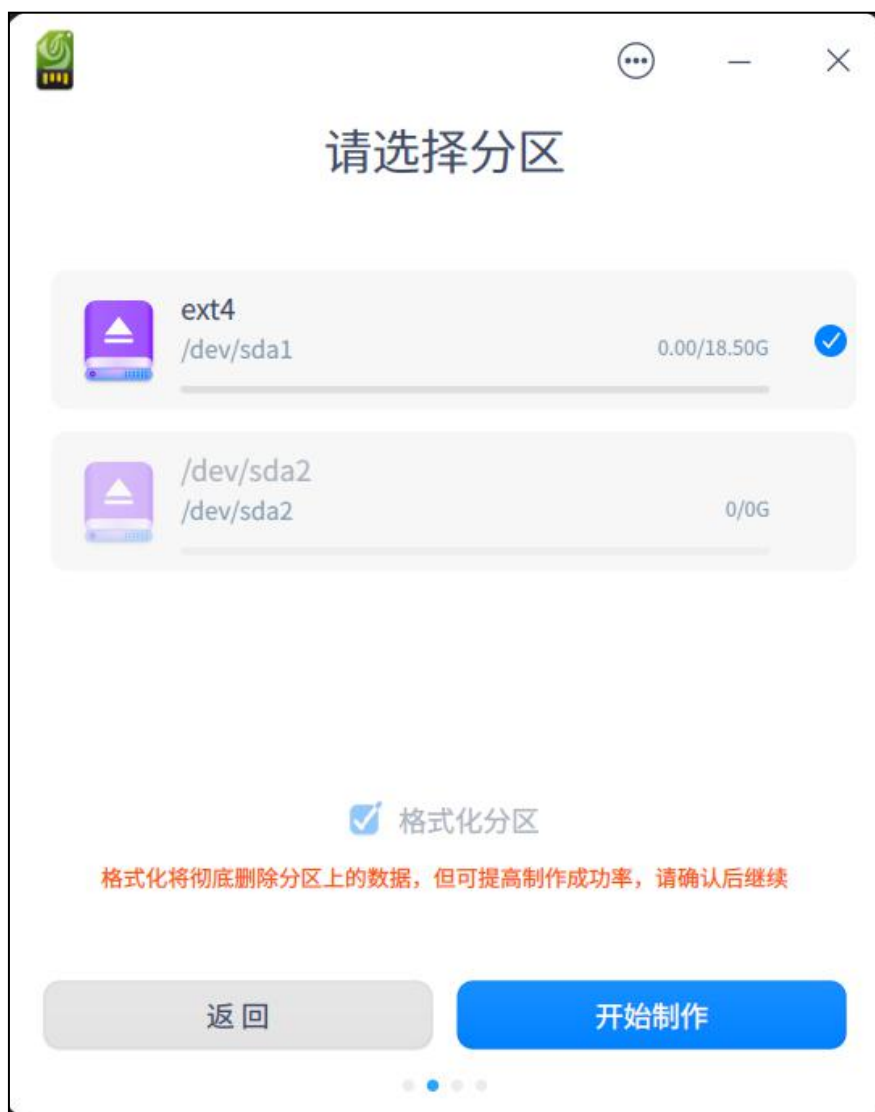 请选择分区
ext4
/dev/sda1
0.00/18.50G
/dev/sda2
/dev/sda2
0/0G
格式化分区
格式化将彻底删除分区上的数据，但可提高制作成功率，请确认后继续
返 回
开始制作